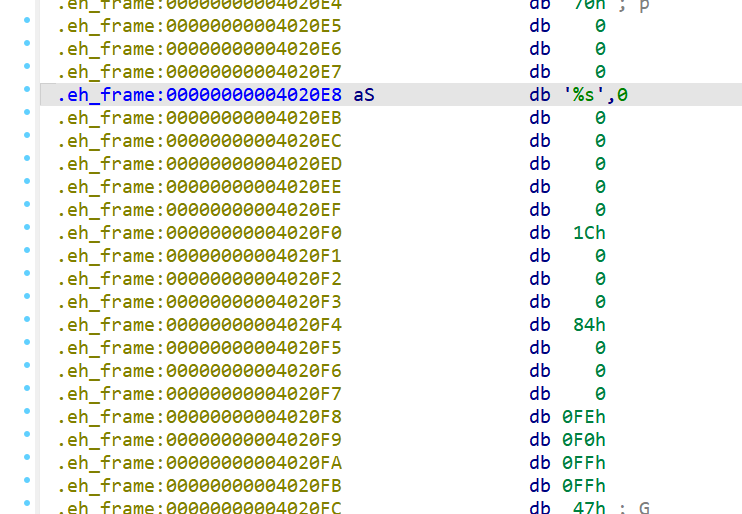 .eh_frame:00000000004020E4 db 70h ; p
.eh_frame:00000000004020E5 db 0
.eh_frame:00000000004020E6 db 0
.eh_frame:00000000004020E7 db 0
.eh_frame:00000000004020E8 aS db '%s',0
.eh_frame:00000000004020EB db 0
.eh_frame:00000000004020EC db 0
.eh_frame:00000000004020ED db 0
.eh_frame:00000000004020EE db 0
.eh_frame:00000000004020EF db 0
.eh_frame:00000000004020F0 db 1Ch
.eh_frame:00000000004020F1 db 0
.eh_frame:00000000004020F2 db 0
.eh_frame:00000000004020F3 db 0
.eh_frame:00000000004020F4 db 84h
.eh_frame:00000000004020F5 db 0
.eh_frame:00000000004020F6 db 0
.eh_frame:00000000004020F7 db 0
.eh_frame:00000000004020F8 db 0FEh
.eh_frame:00000000004020F9 db 0F0h
.eh_frame:00000000004020FA db 0FFh
.eh_frame:00000000004020FB db 0FFh
.eh_frame:00000000004020FC db 47h ; G